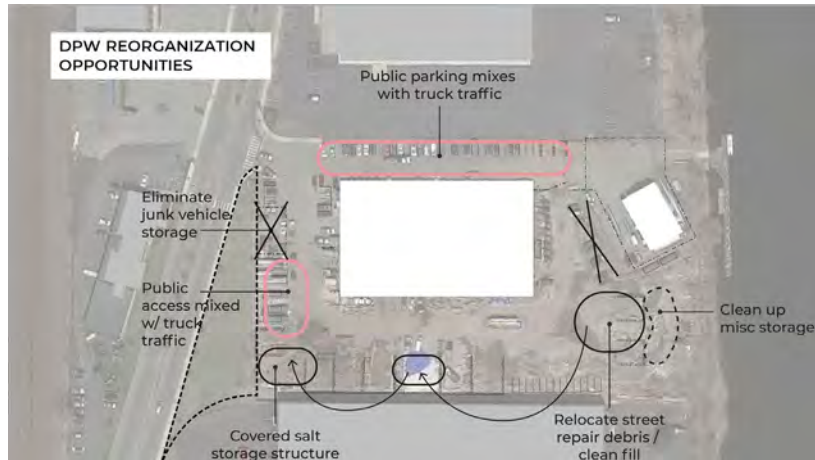 DPW REORGANIZATION
OPPORTUNITIES
Public parking mixes
with truck traffic
Eliminate
junk vehicle
storage
Public
access mixed
w/ truck
traffic
Clean up
misc storage
Covered salt
storage structure
Relocate street
repair debris /
clean fill